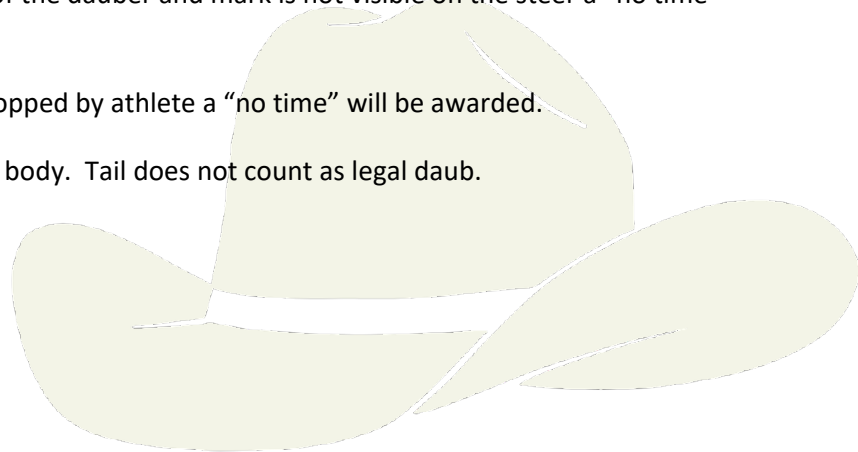 of the dauber and mark is not visible on the steer a “no time”
opped by athlete a “no time” will be awarded.
body.  Tail does not count as legal daub.